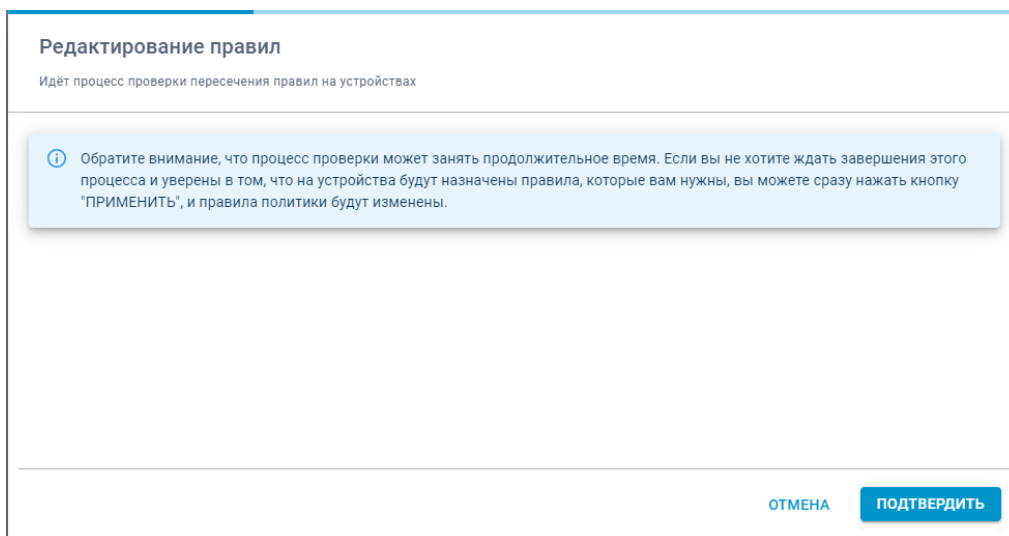 Редактирование правил
Идёт процесс проверки пересечения правил на устройствах
Обратите внимание, что процесс проверки может занять продолжительное время. Если вы не хотите ждать завершения этого
процесса и уверены в том, что на устройства будут назначены правила, которые вам нужны, вы можете сразу нажать кнопку
"ПРИМЕНИТЬ", и правила политики будут изменены.
ОТМЕНА ПОДТВЕРДИТЬ